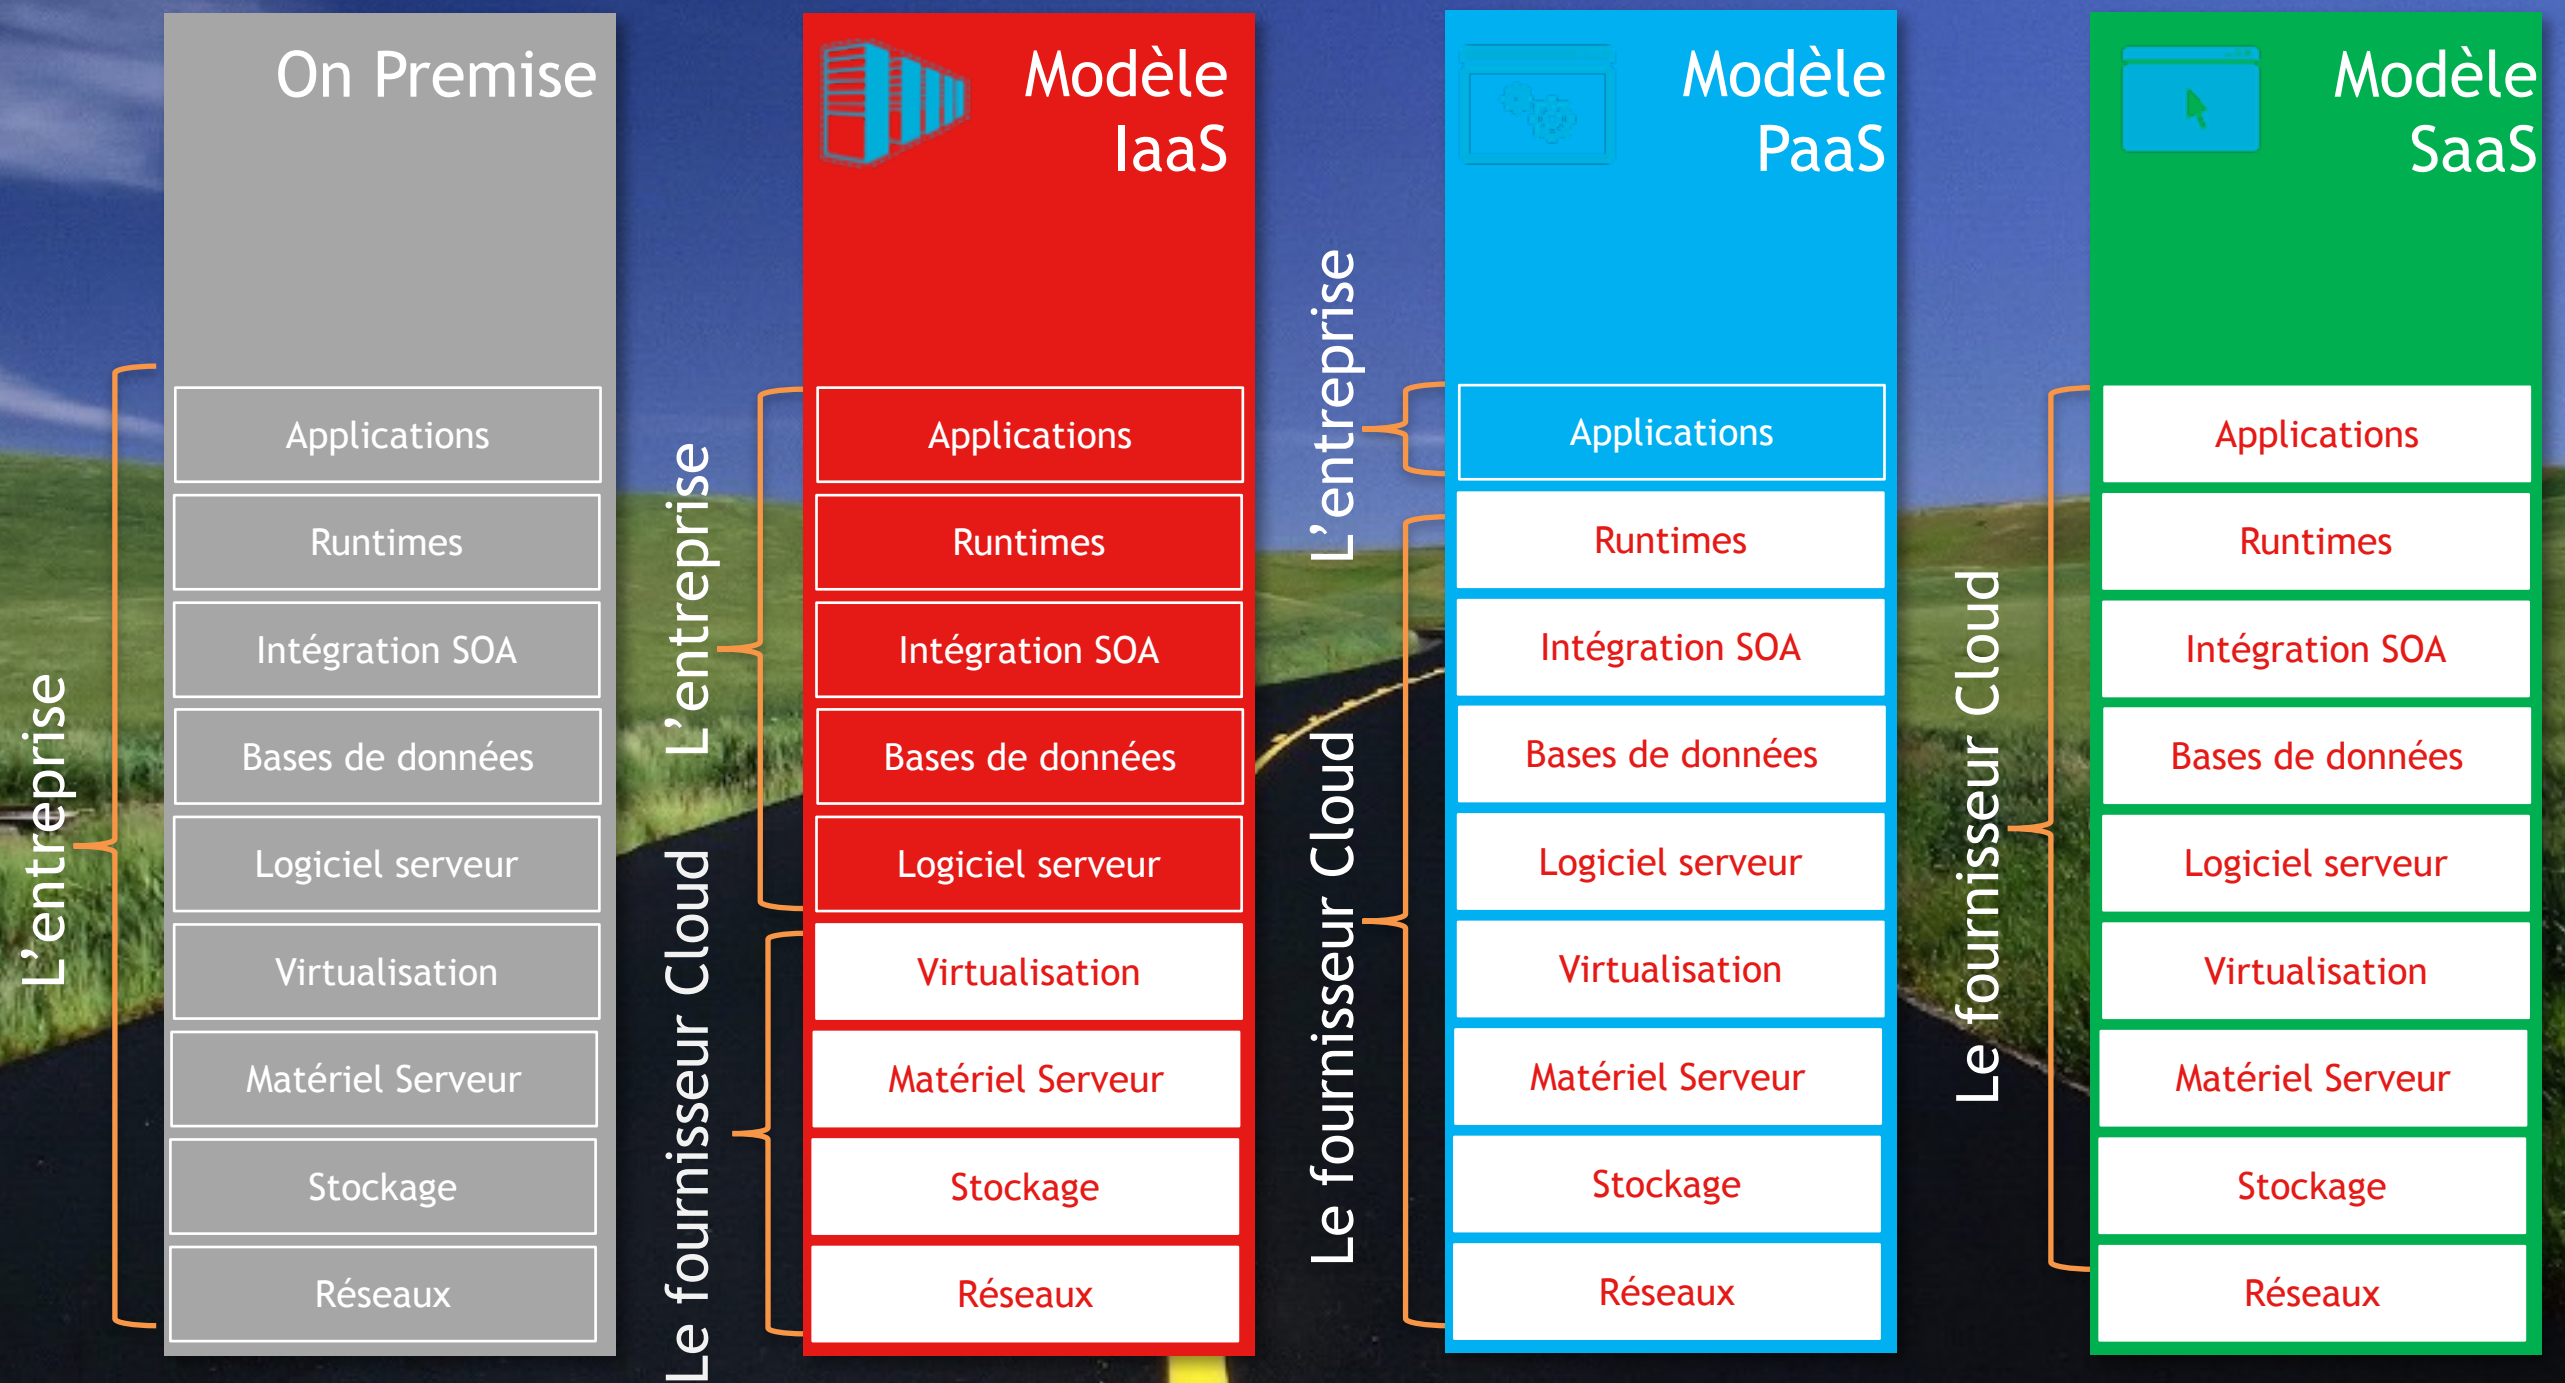 On Premise
L'entreprise
Applications
Runtimes
Intégration SOA
Bases de données
Logiciel serveur
Virtualisation
Matériel Serveur
Stockage
Réseaux
Modèle
IaaS
L'entreprise
Le fournisseur Cloud
Applications
Runtimes
Intégration SOA
Bases de données
Logiciel serveur
Virtualisation
Matériel Serveur
Stockage
Réseaux
Modèle
PaaS
L'entreprise
Le fournisseur Cloud
Applications
Runtimes
Intégration SOA
Bases de données
Logiciel serveur
Virtualisation
Matériel Serveur
Stockage
Réseaux
Modèle
SaaS
Le fournisseur Cloud
Applications
Runtimes
Intégration SOA
Bases de données
Logiciel serveur
Virtualisation
Matériel Serveur
Stockage
Réseaux